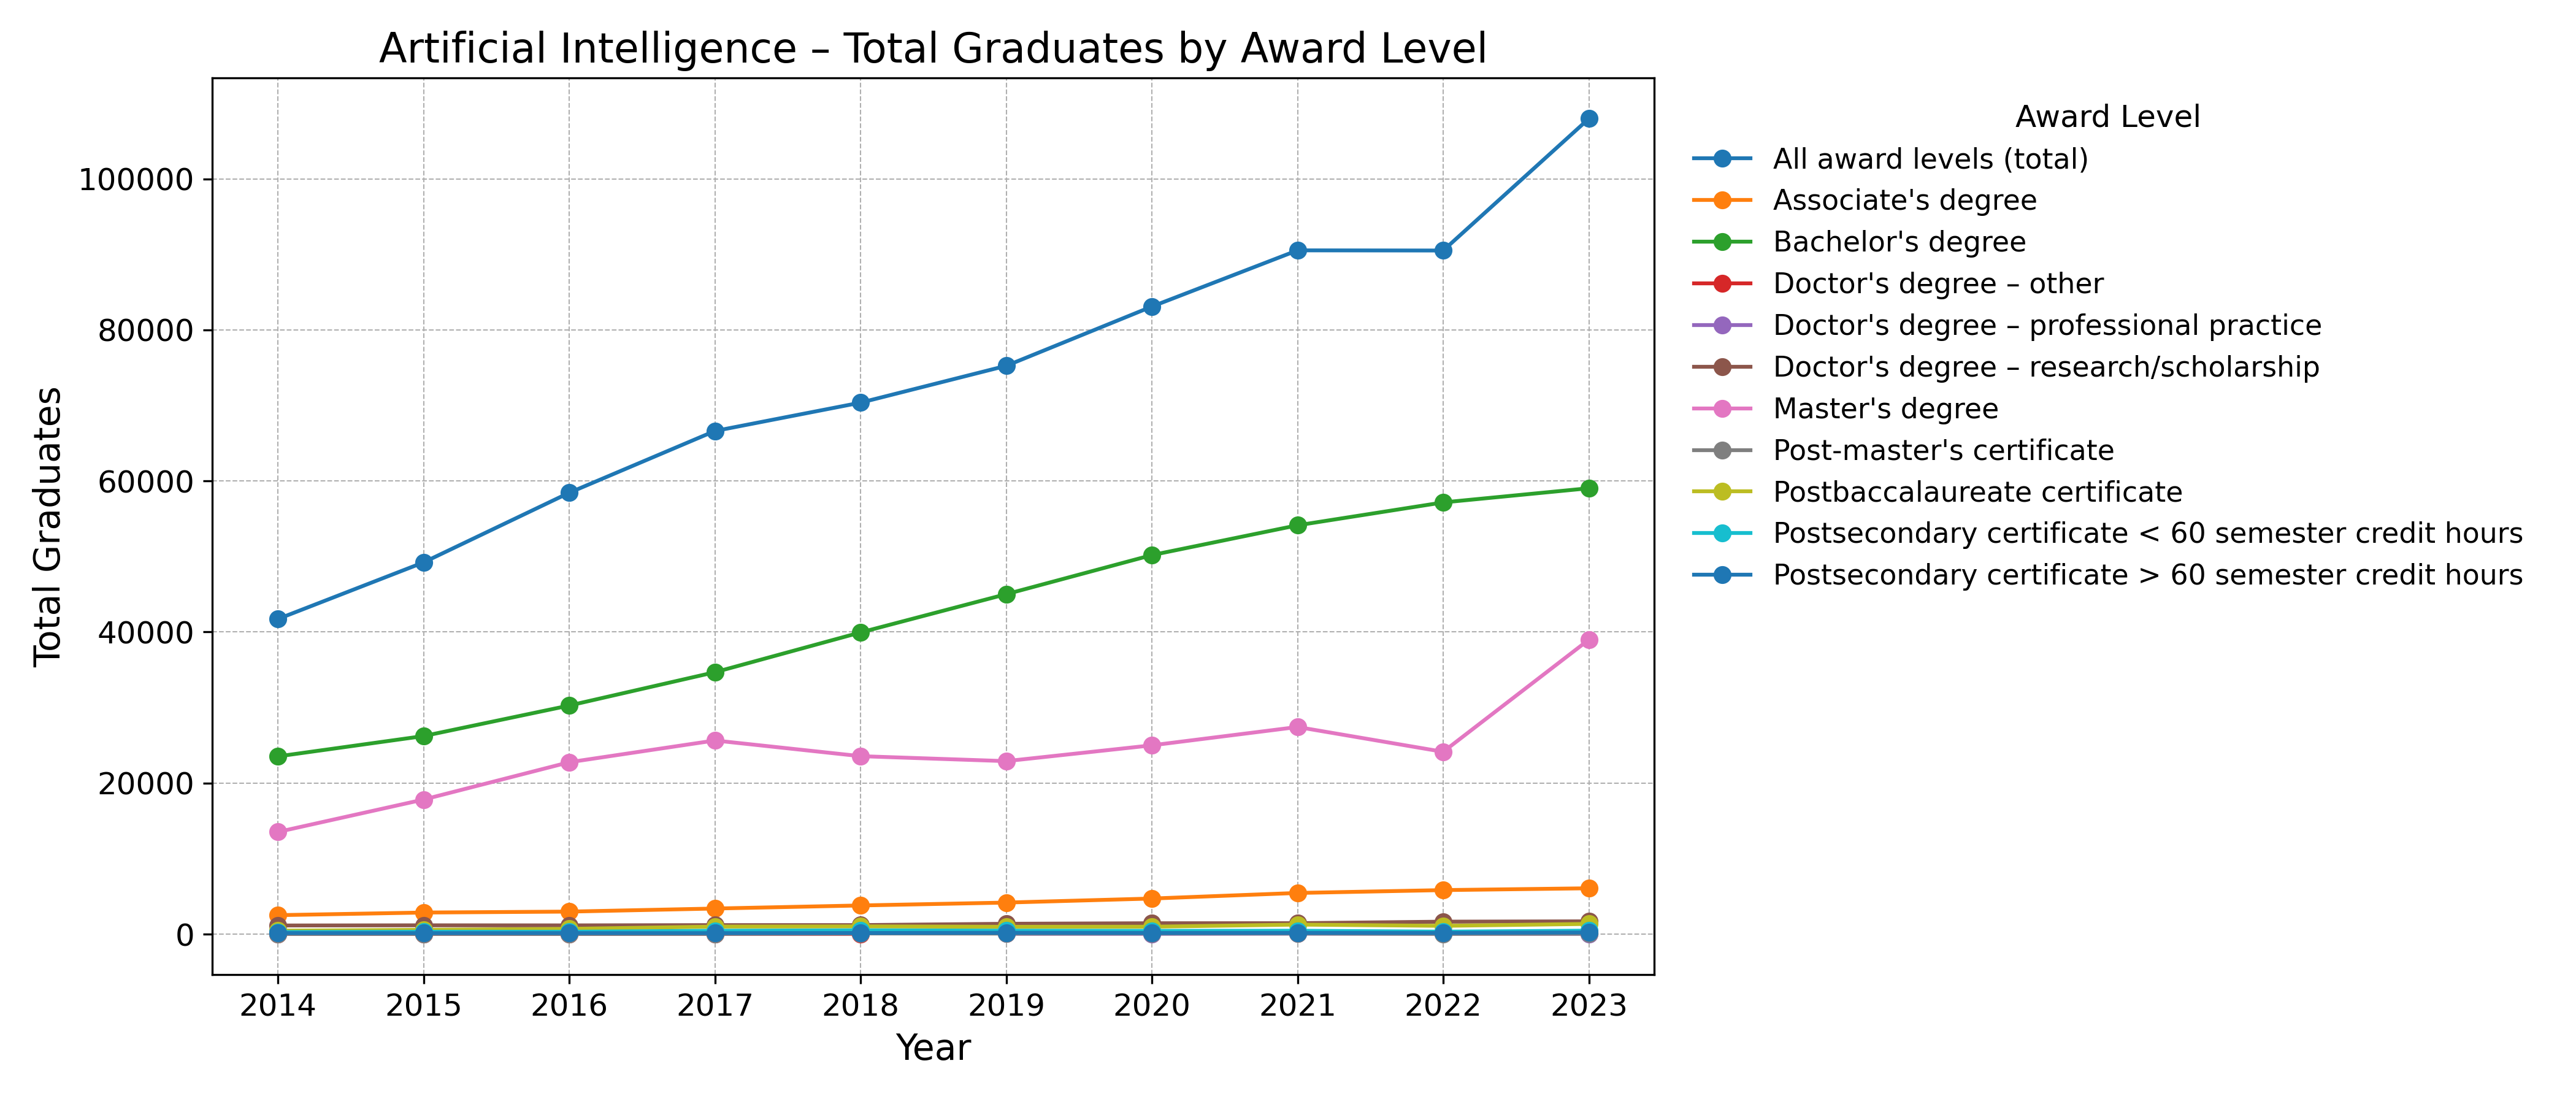 Artificial Intelligence – Total Graduates by Award Level
Total Graduates
100000
80000
60000
40000
20000
0
2014 2015 2016 2017 2018 2019 2020 2021 2022 2023
Year
Award Level
All award levels (total)
Associate's degree
Bachelor's degree
Doctor's degree – other
Doctor's degree – professional practice
Doctor's degree – research/scholarship
Master's degree
Post-master's certificate
Postbaccalaureate certificate
Postsecondary certificate < 60 semester credit hours
Postsecondary certificate > 60 semester credit hours